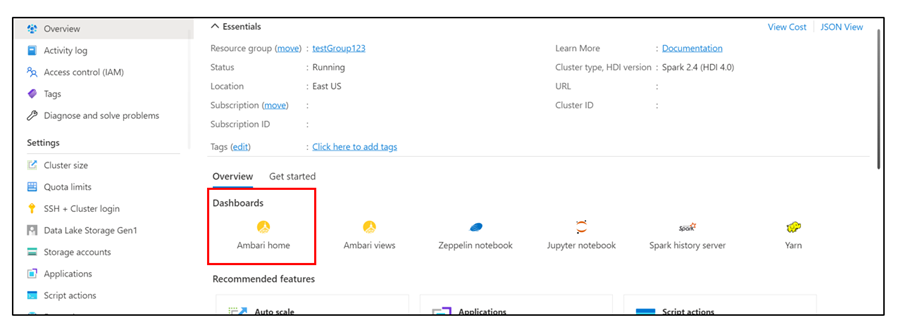 Overview
Activity log
Access control (IAM)
Tags
Diagnose and solve problems
Settings
Cluster size
Quota limits
SSH + Cluster login
Data Lake Storage Gen1
Storage accounts
Applications
Script actions
Essentials
View Cost
JSON View
Resource group (move) : testGroup123
Status : Running
Location : East US
Subscription (move) :
Subscription ID :
Tags (edit) : Click here to add tags
Learn More : Documentation
Cluster type, HDI version : Spark 2.4 (HDI 4.0)
URL :
Cluster ID :
Overview Get started
Dashboards
Ambari home
Ambari views
Zeppelin notebook
Jupyter notebook
Spark
Spark history server
Yarn
Recommended features
Auto scale
Applications
Script actions